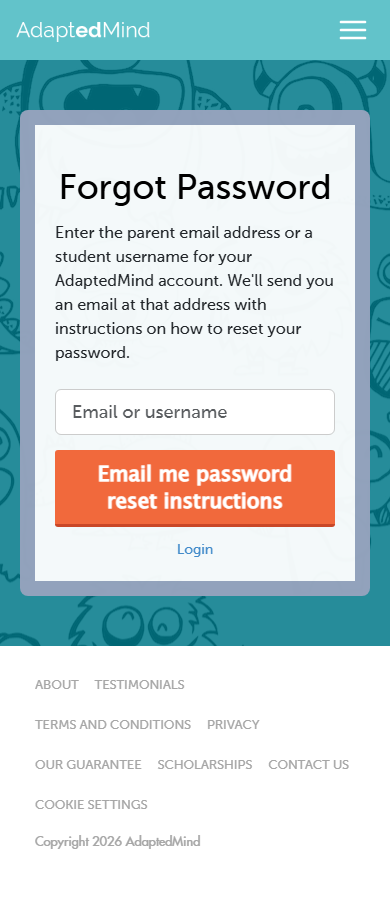 AdaptedMind
Forgot Password
Enter the parent email address or a
student username for your
AdaptedMind account. We'll send you
an email at that address with
instructions on how to reset your
password.
Email or username
Email me password
reset instructions
Login
ABOUT TESTIMONIALS
TERMS AND CONDITIONS PRIVACY
OUR GUARANTEE SCHOLARSHIPS CONTACT US
COOKIE SETTINGS
Copyright 2026 AdaptedMind